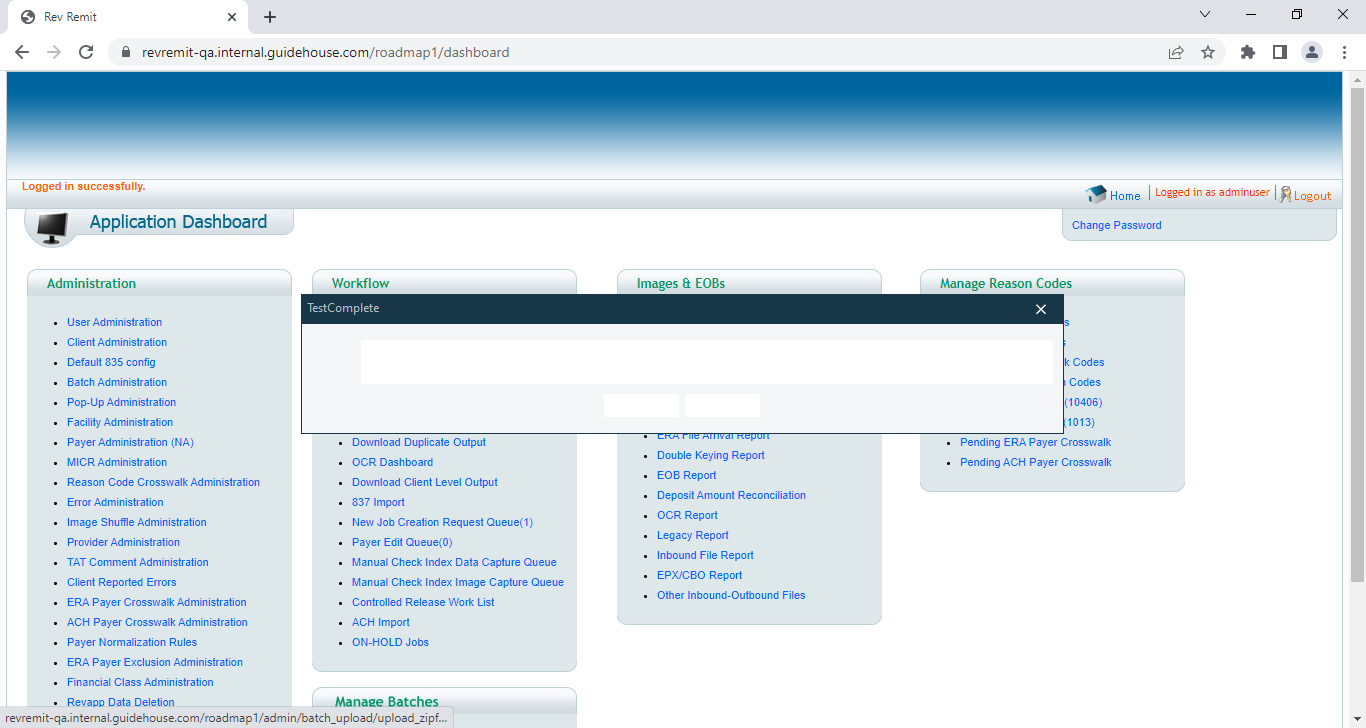 Rev Remit
revremit-qa.internal.guidehouse.com/roadmap1/dashboard
Logged in successfully.
Home
Logged in as adminuser
Logout
Application Dashboard
Change Password
Administration
User Administration
Client Administration
Default 835 config
Batch Administration
Pop-Up Administration
Facility Administration
Payer Administration (NA)
MICR Administration
Reason Code Crosswalk Administration
Error Administration
Image Shuffle Administration
Provider Administration
TAT Comment Administration
Client Reported Errors
ERA Payer Crosswalk Administration
ACH Payer Crosswalk Administration
Payer Normalization Rules
ERA Payer Exclusion Administration
Financial Class Administration
Revapp Data Deletion
Workflow
TestComplete
Download Duplicate Output
OCR Dashboard
Download Client Level Output
837 Import
New Job Creation Request Queue(1)
Payer Edit Queue(0)
Manual Check Index Data Capture Queue
Manual Check Index Image Capture Queue
Controlled Release Work List
ACH Import
ON-HOLD Jobs
Manage Batches
Images & EOBs
ERA File Arrival Report
Double Keying Report
EOB Report
Deposit Amount Reconciliation
OCR Report
Legacy Report
Inbound File Report
EPX/CBO Report
Other Inbound-Outbound Files
Manage Reason Codes
Codes
Codes
(10406)
(1013)
Pending ERA Payer Crosswalk
Pending ACH Payer Crosswalk
revremit-qa.internal.guidehouse.com/roadmap1/admin/batch_upload/upload_zipf...